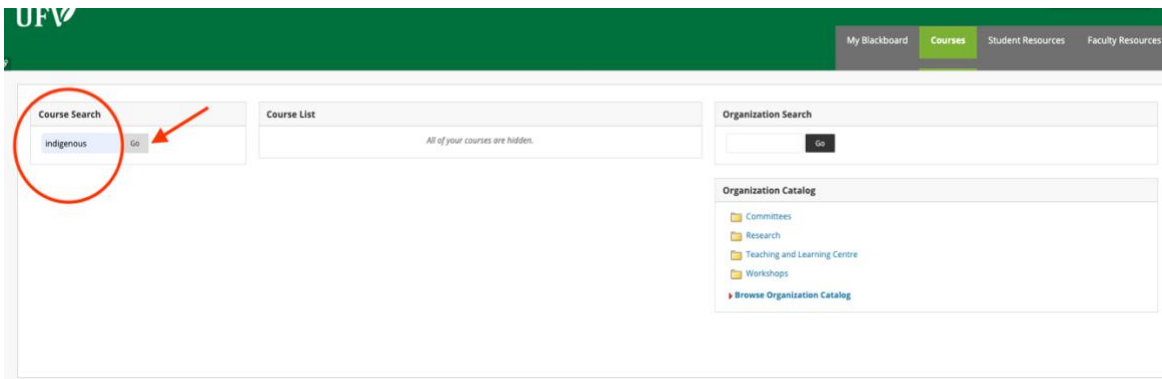 UFV
My Blackboard Courses Student Resources Faculty Resources
Course Search
indigenous Go
Course List
All of your courses are hidden.
Organization Search
Go
Organization Catalog
Committees
Research
Teaching and Learning Centre
Workshops
Browse Organization Catalog